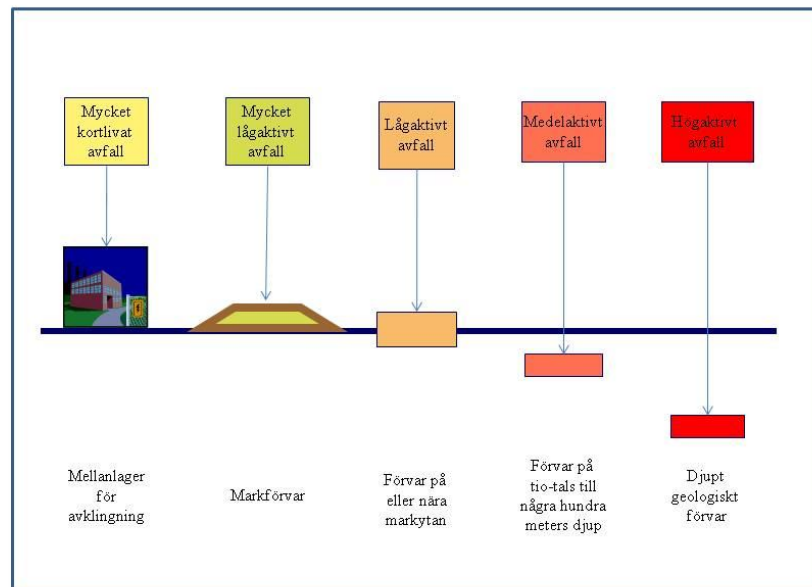 Mycket
kortlivat
avfall
Mycket
lågaktivt
avfall
Lågaktivt
avfall
Medelaktivt
avfall
Högaktivt
avfall
Mellanlager
för
avklingning
Markförvar
Förvar på
eller nära
markytan
Förvar på
tio-tals till
några hundra
meters djup
Djupt
geologiskt
förvar